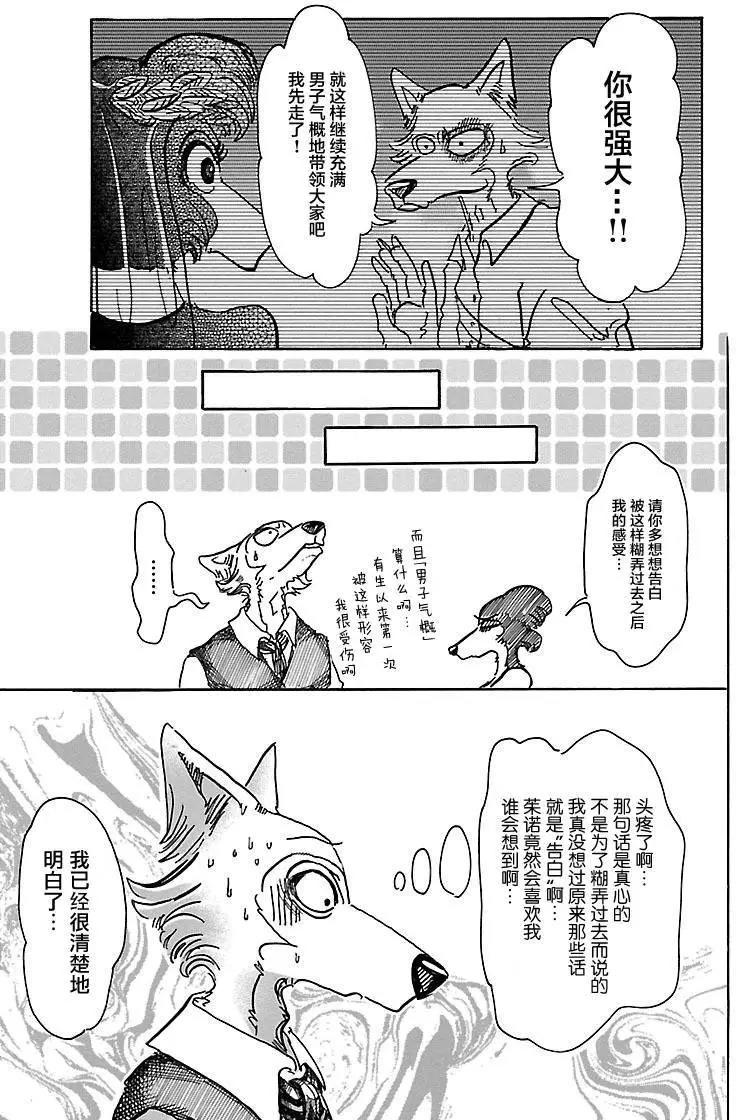 你很强大…!!
就这样继续充满
男子气概地带领大家吧
我先走了!
请你多想想告白
被这样糊弄过去之后
我的感受…
而且「男子气概」
算什么啊…
有生以来第一次
被这样形容
我很受伤啊
……
头疼了啊…
那句话是真心的
不是为了糊弄过去而说的
我真没想过原来那些话
就是“告白”啊…
茱诺竟然会喜欢我
谁会想到啊…
我已经很清楚地
明白了…